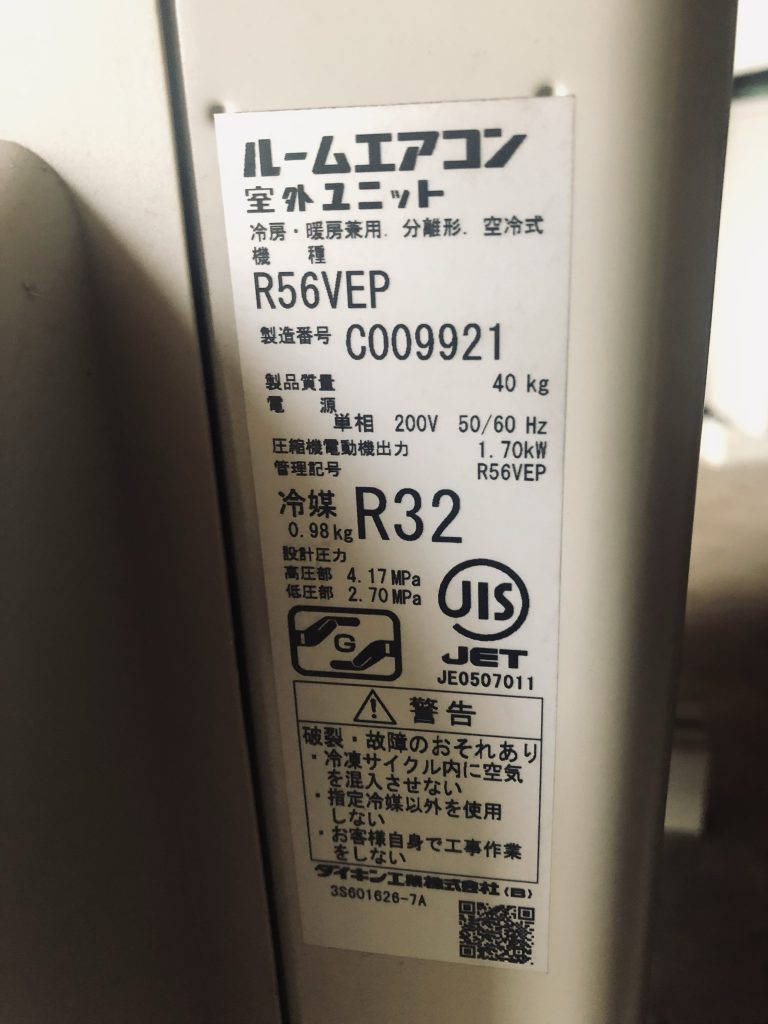 ルームエアコン
室外ユニット
冷房・暖房兼用. 分離形. 空冷式
機 種
R56VEP
製造番号 C009921
製品質量 40 kg
電 源
単相 200V 50/60 Hz
圧縮機電動機出力 1.70kW
管理記号 R56VEP
冷媒 R32
0.98kg
設計圧力
高圧部 4.17MPa
低圧部 2.70MPa
JIS
G
JET
JE0507011
警告
破裂・故障のおそれあり
・冷凍サイクル内に空気
を混入させない
・指定冷媒以外を使用
しない
・お客様自身で工事作業
をしない
ダイキン工業株式会社(B)
3S601626-7A